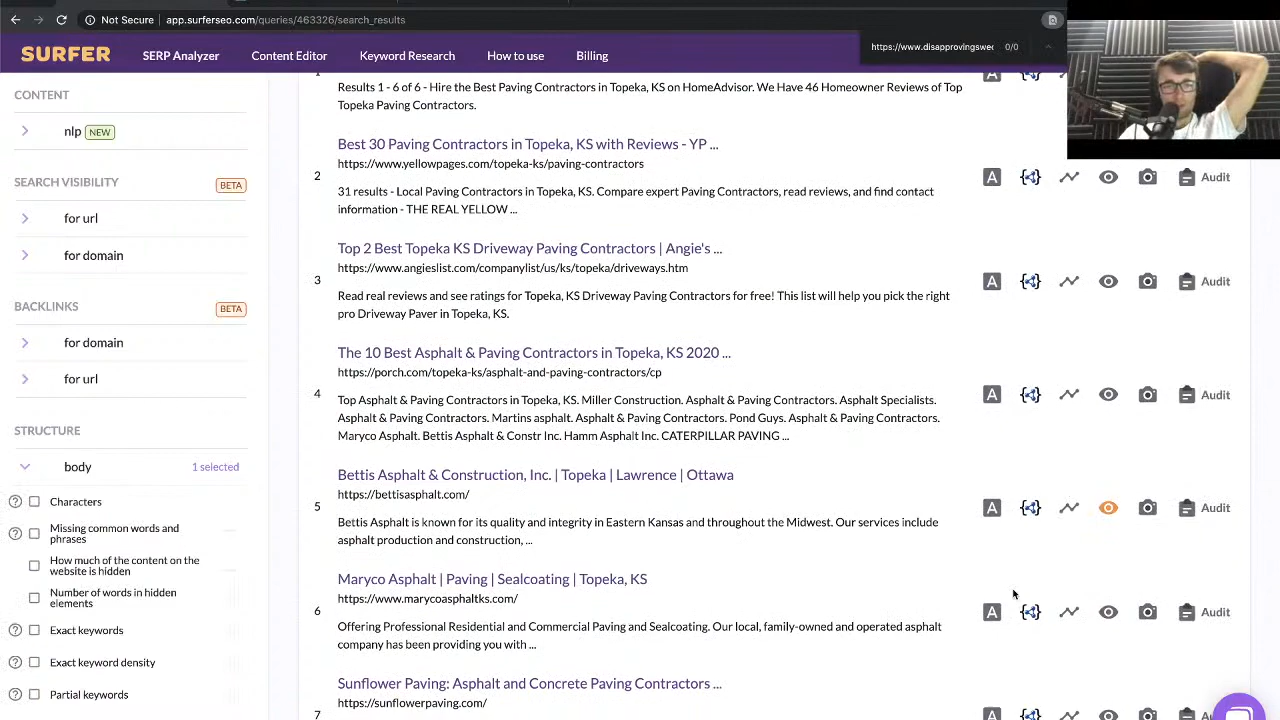 Not Secure | app.surferseo.com/queries/463326/search_results
SURFER
SERP Analyzer
Content Editor
Research
Billing
https://www.disapprovingswee
0/0
CONTENT
nlp NEW
SEARCH VISIBILITY
BETA
for url
for domain
BACKLINKS
BETA
for domain
for url
STRUCTURE
body
1 selected
Characters
Missing common words and
phrases
How much of the content on the
website is hidden
Number of words in hidden
elements
Exact keywords
Exact keyword density
Partial keywords
Results 1 - the Best Paving Contractors in Topeka, KS on HomeAdvisor. We Have 46 Homeowner Reviews of Top
Topeka Paving Contractors.
2
Best 30 Paving Contractors in Topeka, KS with Reviews - YP ...
https://www.yellowpages.com/topeka-ks/paving-contractors
31 results - Local Paving Contractors in Topeka, KS. Compare expert Paving Contractors, read reviews, and find contact
information - THE REAL YELLOW ...
Audit
3
Top 2 Best Topeka KS Driveway Paving Contractors | Angie's ...
https://www.angieslist.com/companylist/us/ks/topeka/driveways.htm
Read real reviews and see ratings for Topeka, KS Driveway Paving Contractors for free! This list will help you pick the right
pro Driveway Paver in Topeka, KS.
Audit
4
The 10 Best Asphalt & Paving Contractors in Topeka, KS 2020 ...
https://porch.com/topeka-ks/asphalt-and-paving-contractors/cp
Top Asphalt & Paving Contractors in Topeka, KS. Miller Construction. Asphalt & Paving Contractors. Asphalt Specialists.
Asphalt & Paving Contractors. Martins asphalt. Asphalt & Paving Contractors. Pond Guys. Asphalt & Paving Contractors.
Maryco Asphalt. Bettis Asphalt & Constr Inc. Hamm Asphalt Inc. CATERPILLAR PAVING ...
Audit
5
Bettis Asphalt & Construction, Inc. | Topeka | Lawrence | Ottawa
https://bettisasphalt.com/
Bettis Asphalt is known for its quality and integrity in Eastern Kansas and throughout the Midwest. Our services include
asphalt production and construction, ...
Audit
6
Maryco Asphalt | Paving | Sealcoating | Topeka, KS
https://www.marycoasphaltks.com/
Offering Professional Residential and Commercial Paving and Sealcoating. Our local, family-owned and operated asphalt
company has been providing you with ...
Audit
7
Sunflower Paving: Asphalt and Concrete Paving Contractors ...
https://sunflowerpaving.com/